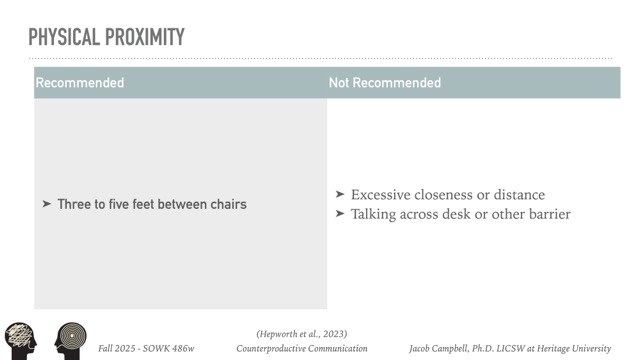 PHYSICAL PROXIMITY
Recommended
Not Recommended
➤ Three to five feet between chairs
➤ Excessive closeness or distance
➤ Talking across desk or other barrier
(Hepworth et al., 2023)
Fall 2025 - SOWK 486w
Counterproductive Communication
Jacob Campbell, Ph.D. LICSW at Heritage University